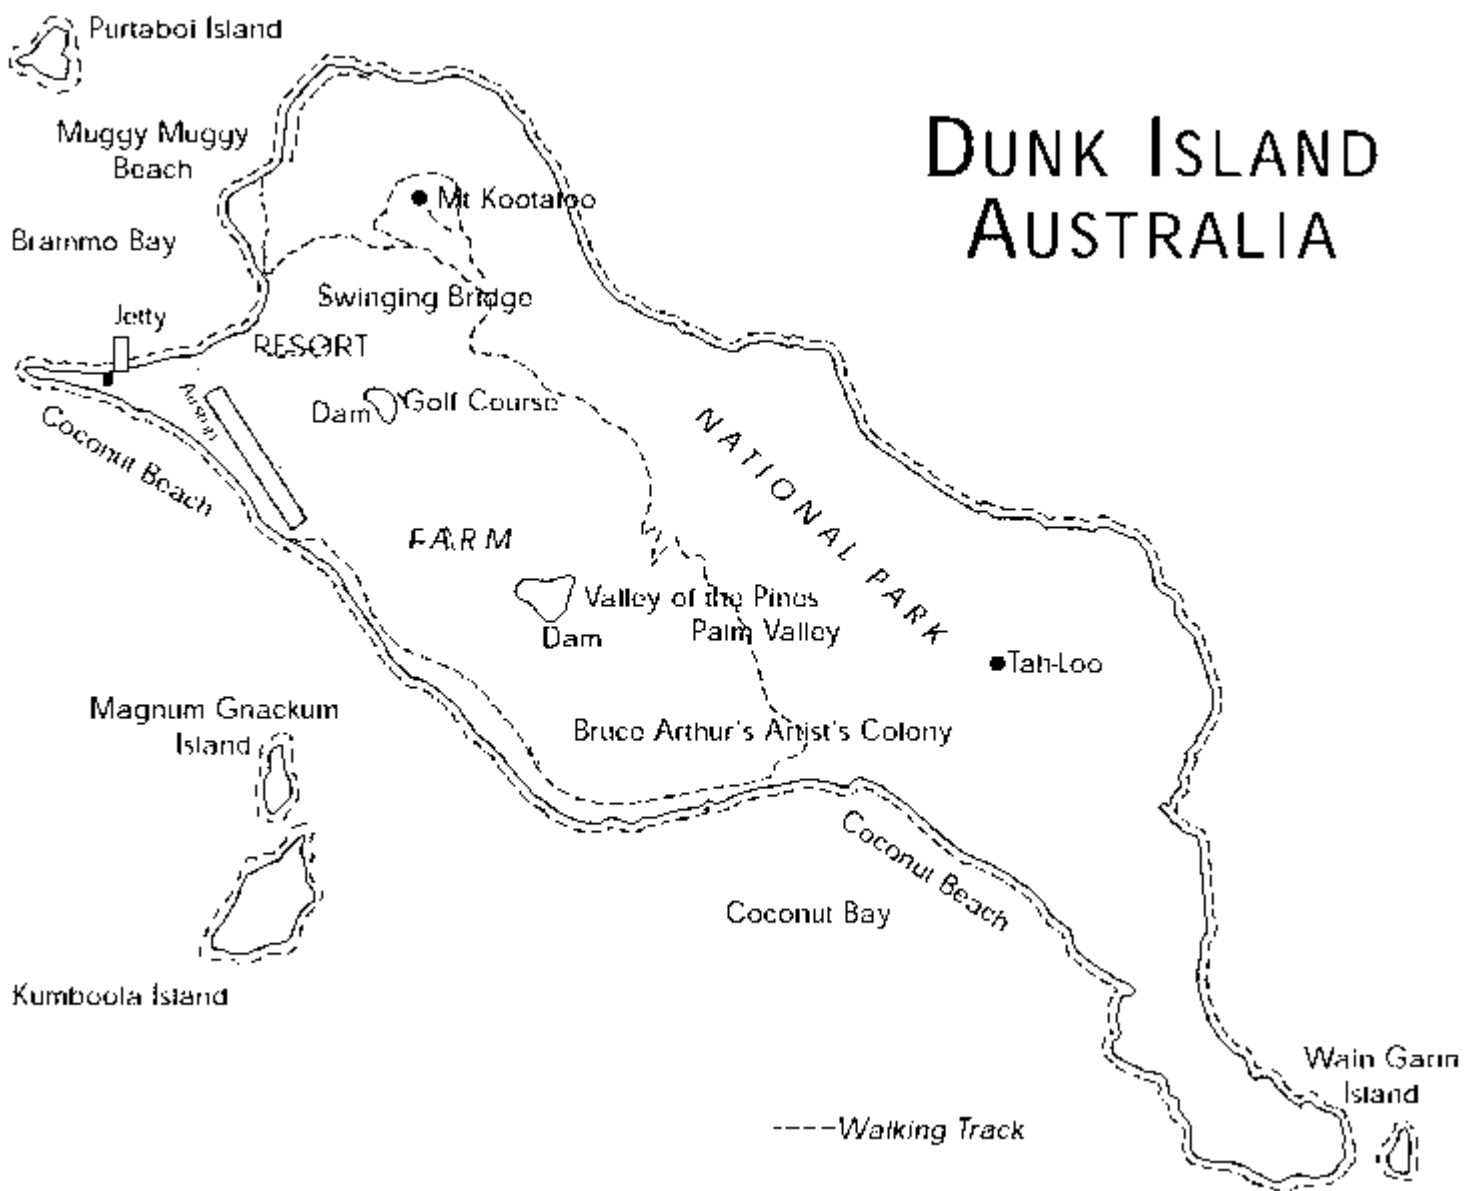 Purtaboi Island
DUNK ISLAND
AUSTRALIA
Muggy Muggy
Beach
Mt Kootaloo
Brammo Bay
Swinging Bridge
Jetty
RESORT
Airstrip
Dam
Golf Course
Coconut Beach
NATIONAL PARK
FARM
Valley of the Pines
Dam
Palm Valley
Tah-Loo
Magnum Gnackum
Island
Bruce Arthur's Artist's Colony
Coconut Beach
Coconut Bay
Kumboola Island
Wain Garin
Island
Walking Track